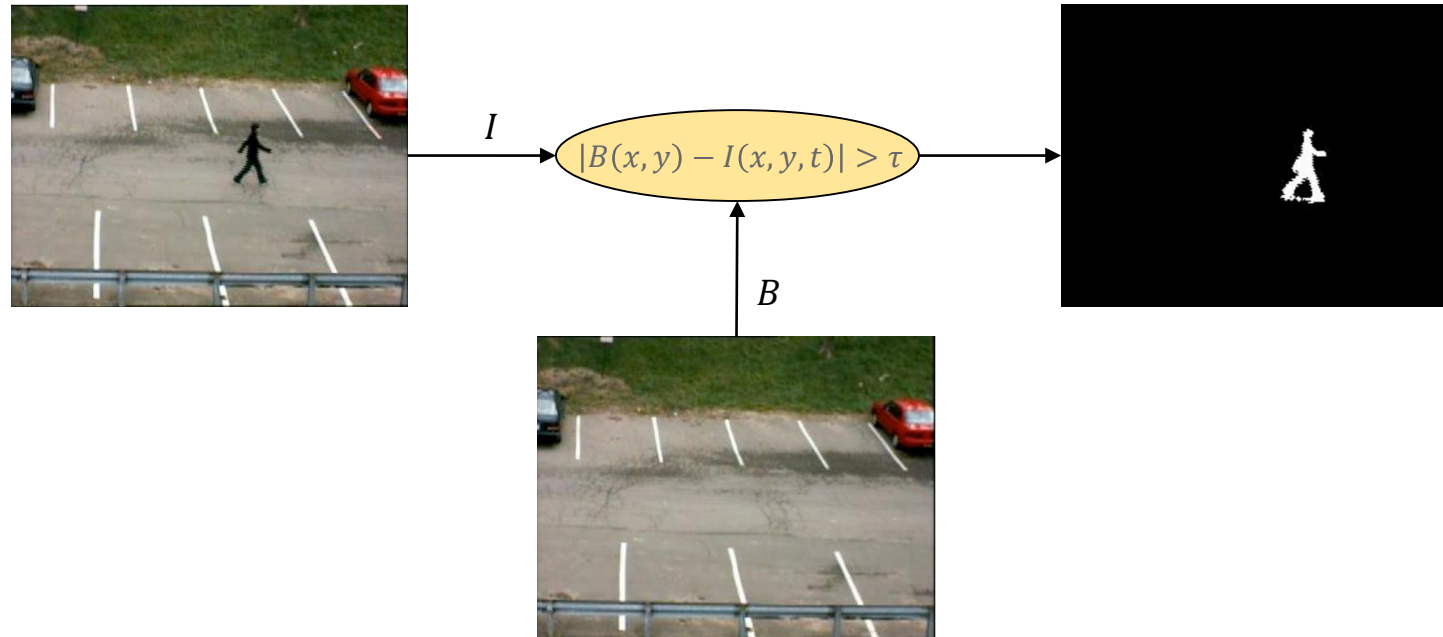 I
|B(x, y) − I(x, y, t)| > τ
B